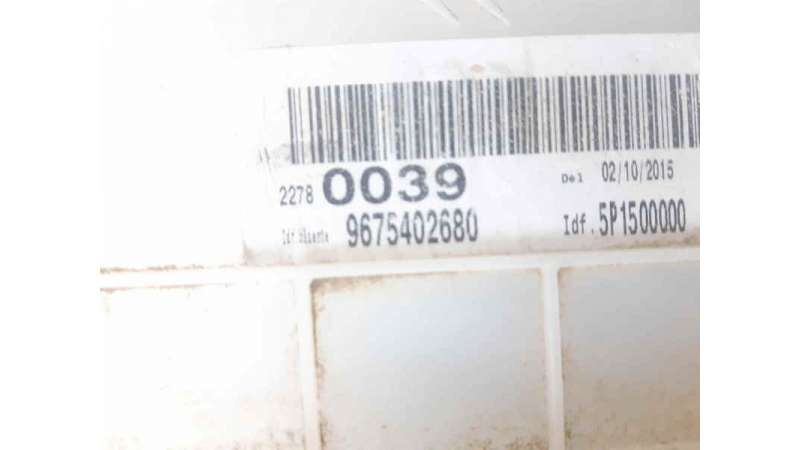 2278 0039 Del 02/10/2015
9675402680 Idf. 5P1500000